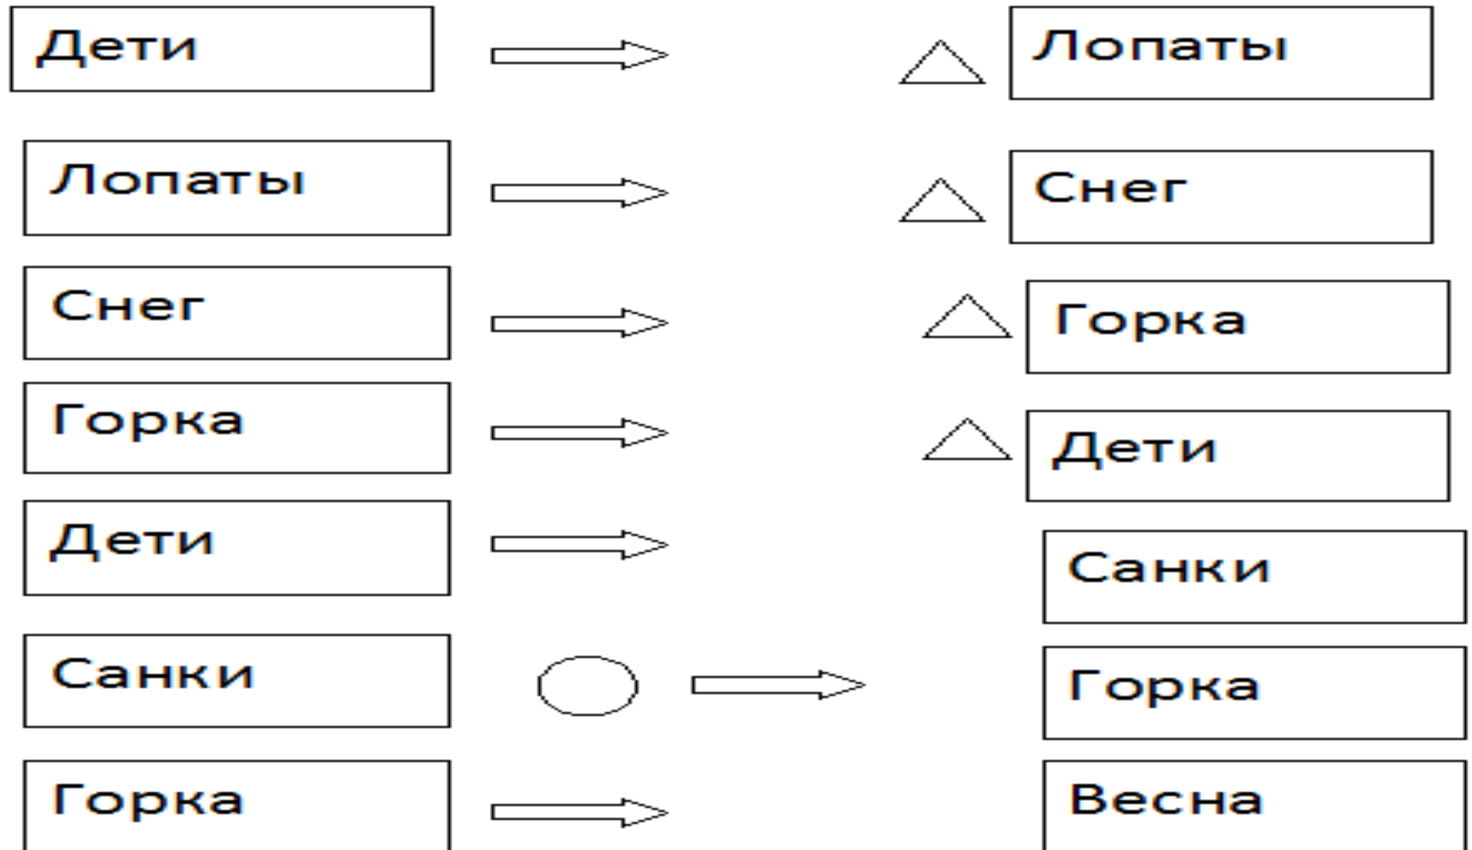 Дети Лопаты
Лопаты Снег
Снег Горка
Горка Дети
Дети Санки
Санки Горка
Горка Весна